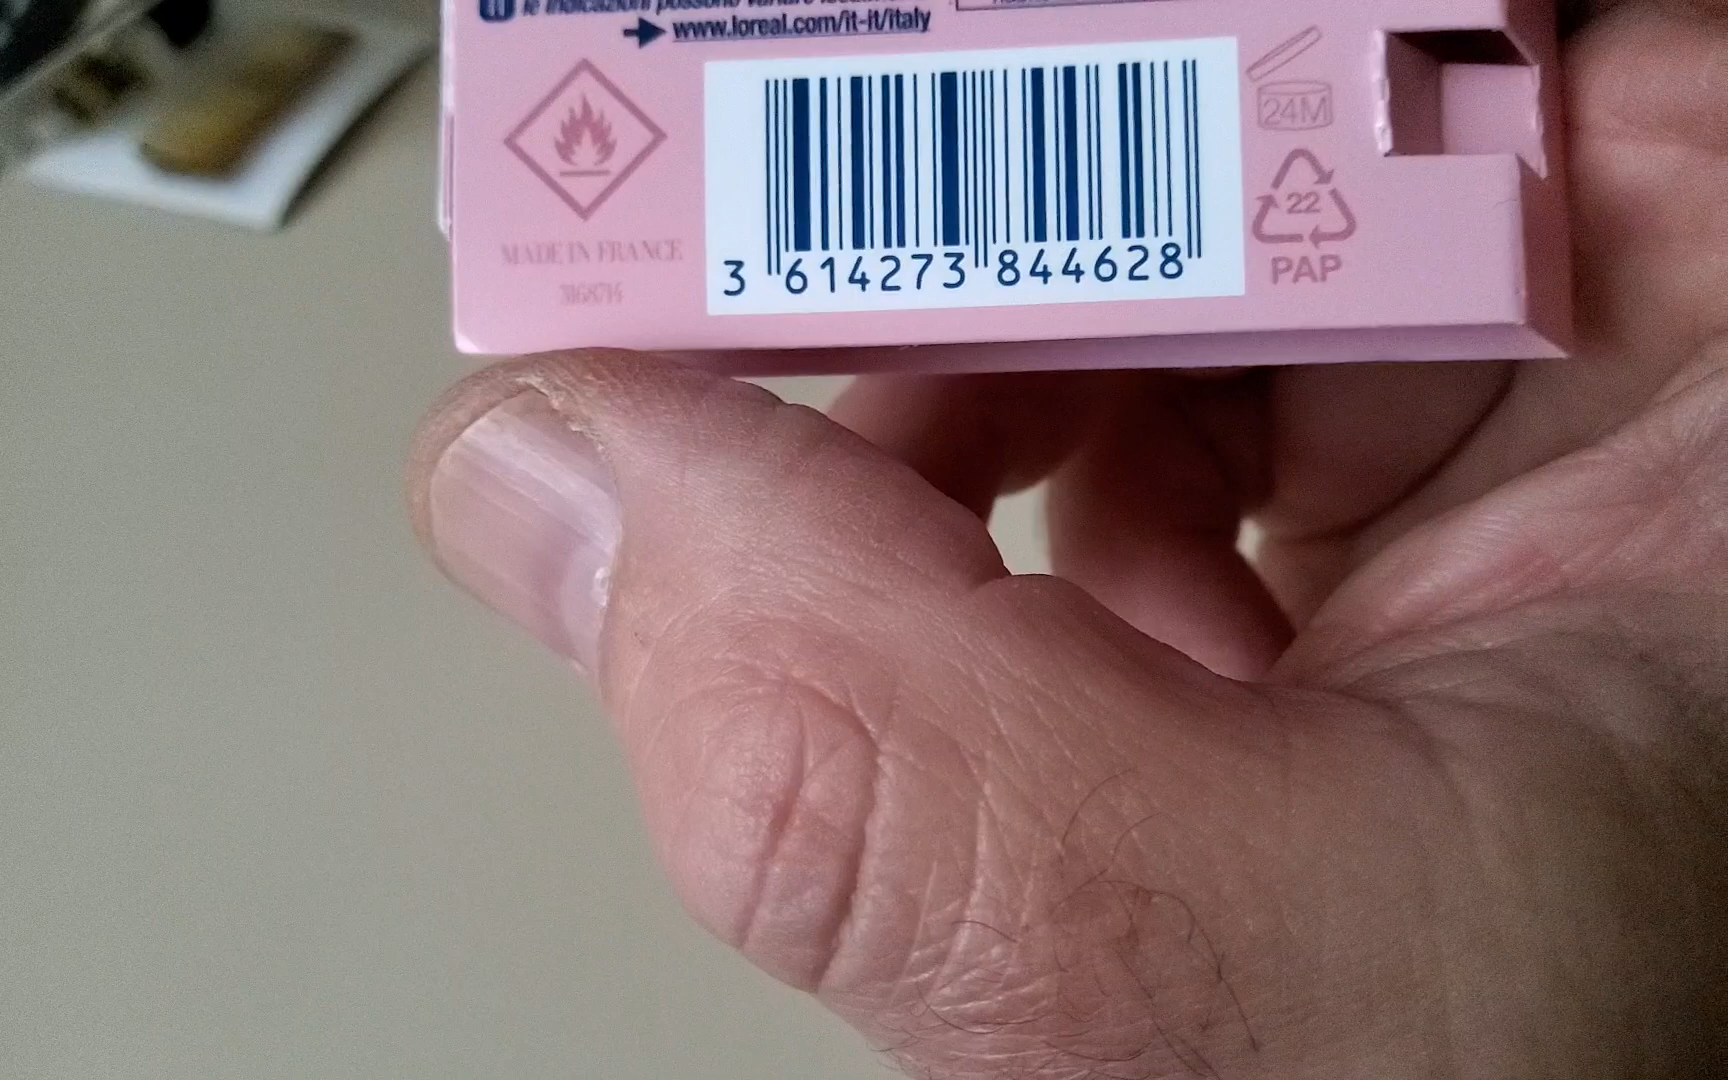 le indicazioni possono variare
www.loreal.com/it-it/italy
24M
22
PAP
MADE IN FRANCE
3 614273 844628